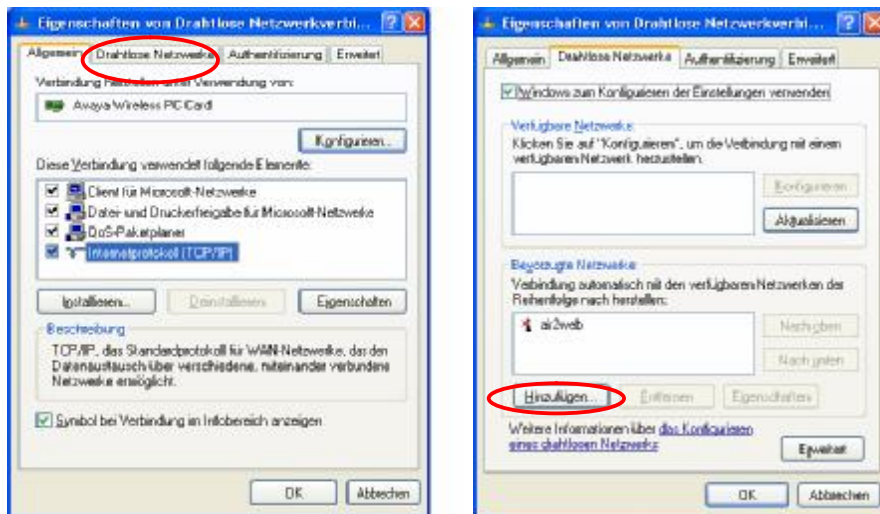 Eigenschaften von Drahtlose Netzwerkverbi...
Allgemein Drahtlose Netzwerke Authentifizierung Erweitert
Verbindung herstellen unter Verwendung von:
Avaya Wireless PC Card
Konfigurieren...
Diese Verbindung verwendet folgende Elemente:
Client für Microsoft-Netzwerke
Datei- und Druckerfreigabe für Microsoft-Netzwerke
QoS-Paketplaner
Internetprotokoll (TCP/IP)
Installieren... Deinstallieren Eigenschaften
Beschreibung
TCP/IP, das Standardprotokoll für WAN-Netzwerke, das den
Datenaustausch über verschiedene, miteinander verbundene
Netzwerke ermöglicht.
Symbol bei Verbindung im Infobereich anzeigen
OK Abbrechen
Eigenschaften von Drahtlose Netzwerkverbi...
Allgemein Drahtlose Netzwerke Authentifizierung Erweitert
Windows zum Konfigurieren der Einstellungen verwenden
Verfügbare Netzwerke:
Klicken Sie auf "Konfigurieren", um die Verbindung mit einem
verfügbaren Netzwerk herzustellen.
Konfigurieren
Aktualisieren
Bevorzugte Netzwerke:
Verbindung automatisch mit den verfügbaren Netzwerken der
Reihenfolge nach herstellen:
air2web
Nach oben
Nach unten
Hinzufügen... Entfernen Eigenschaften
Weitere Informationen über das Konfigurieren
eines drahtlosen Netzwerks
Erweitert
OK Abbrechen